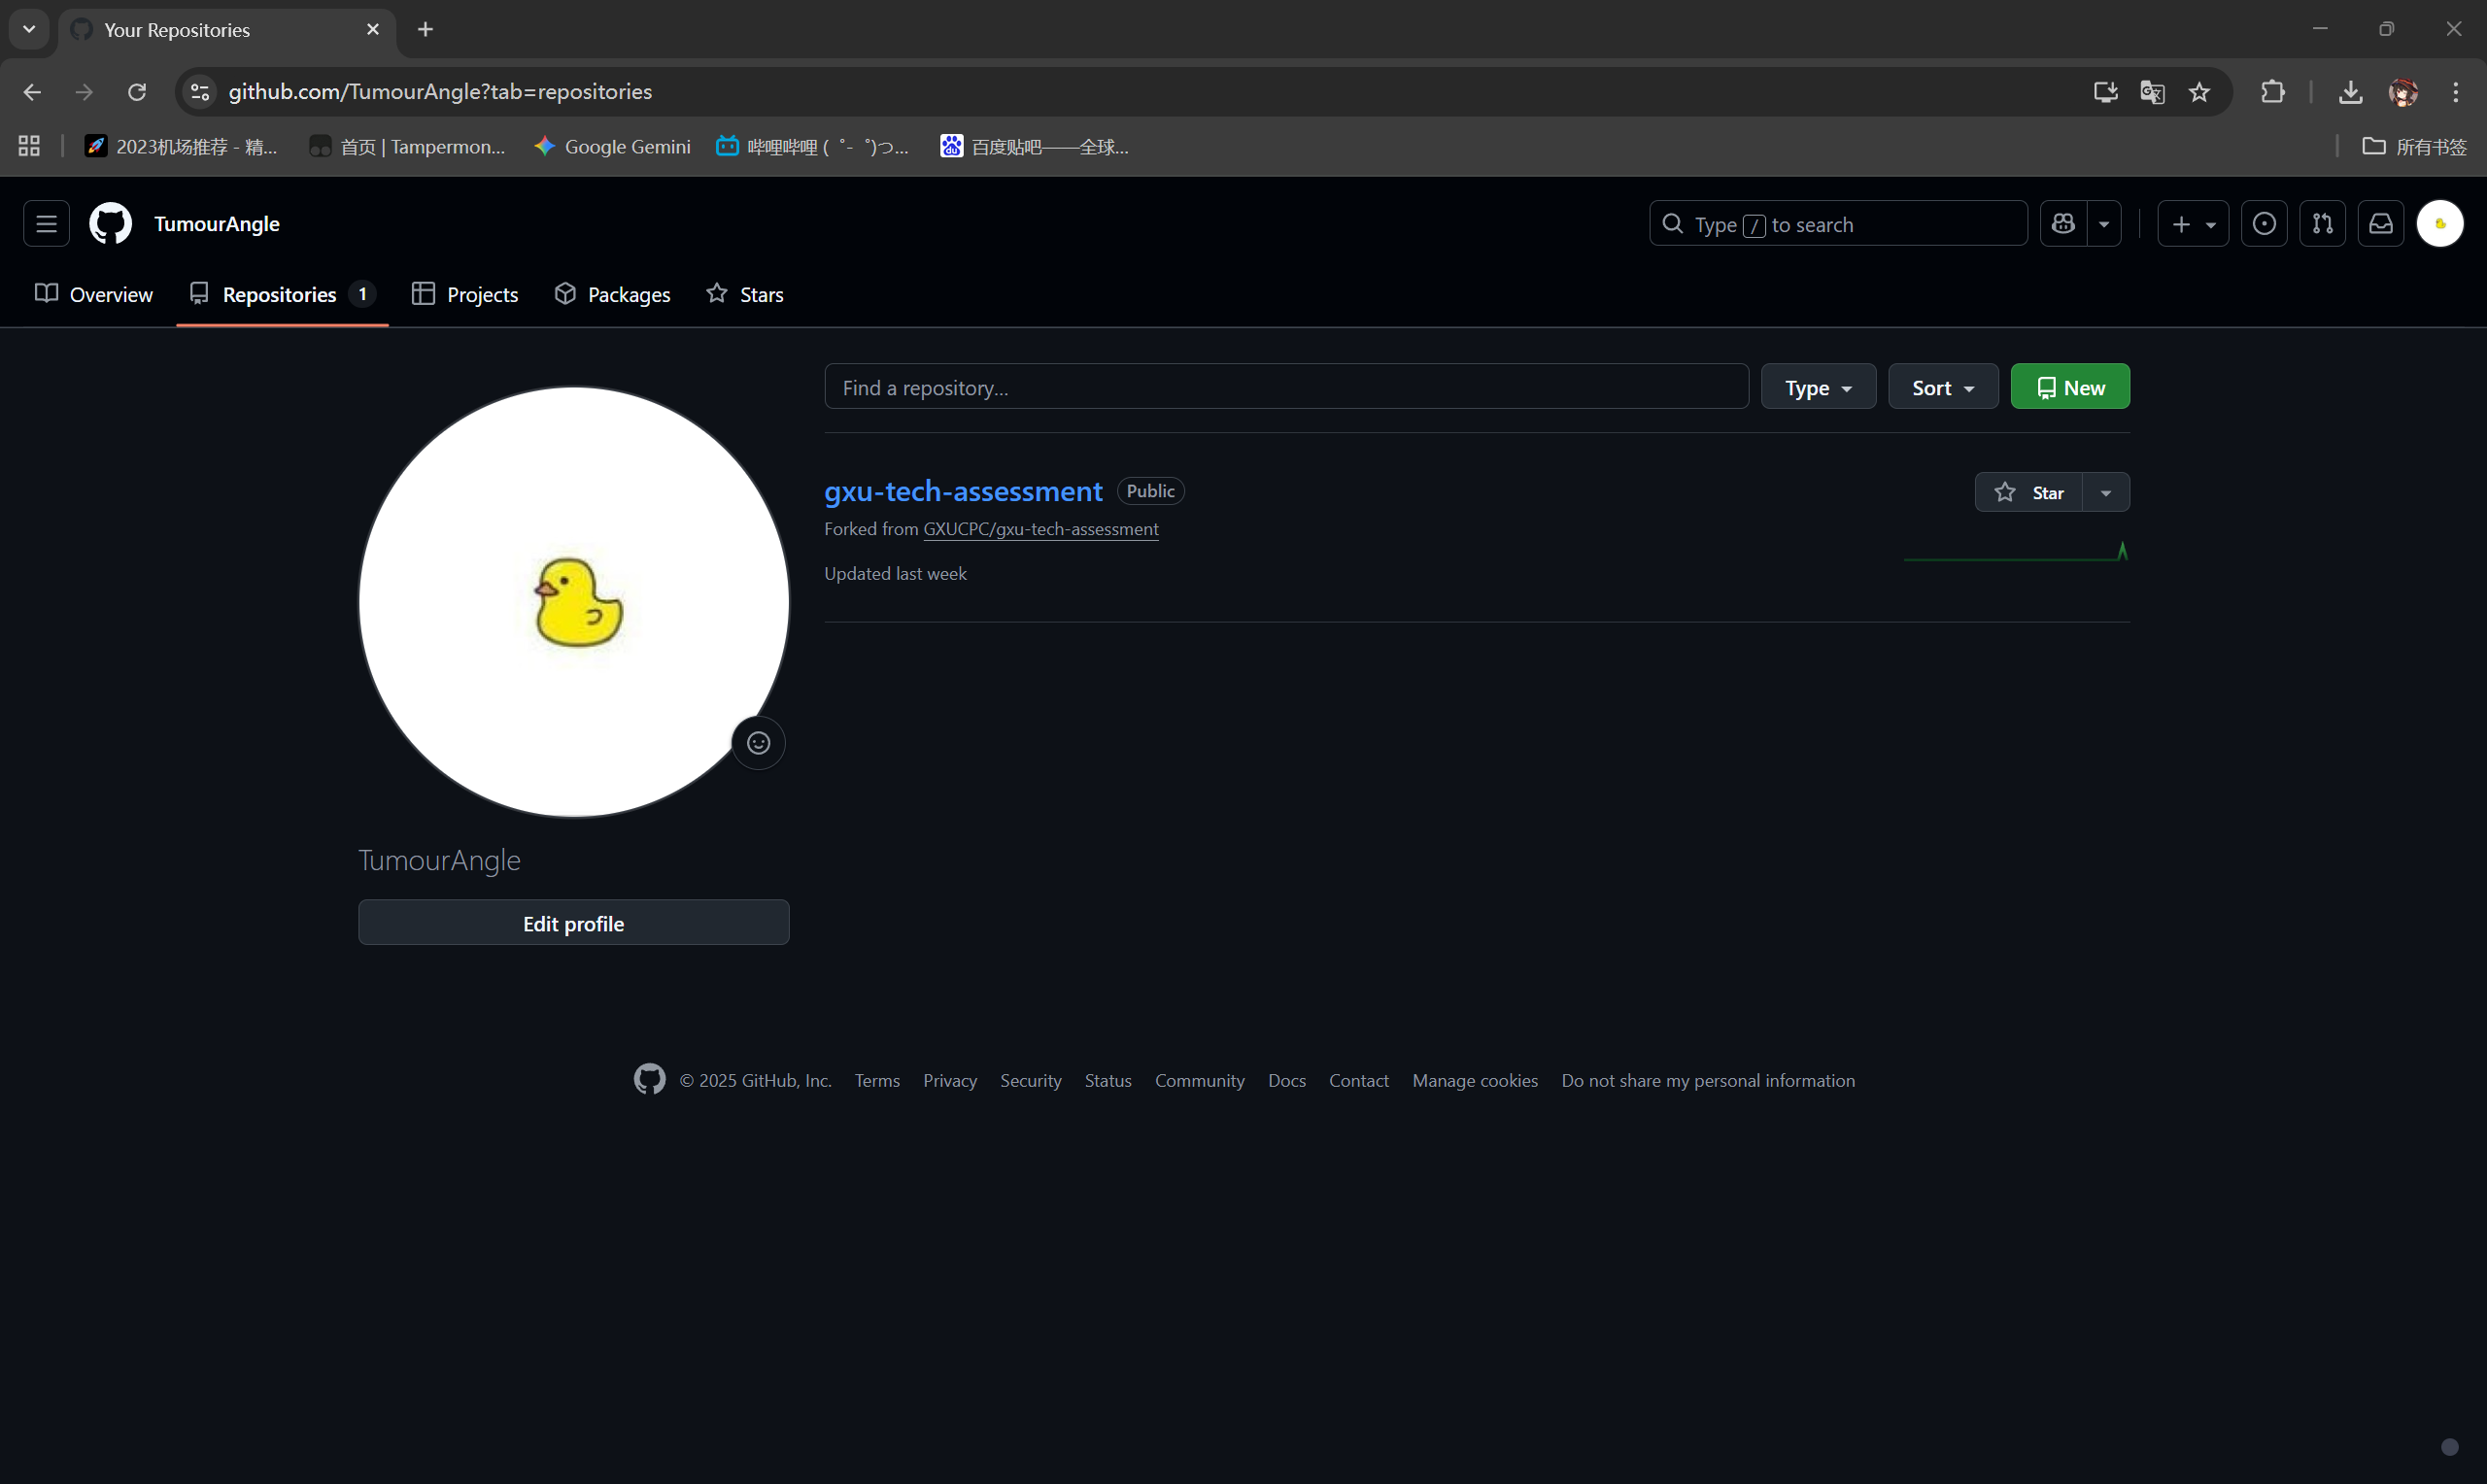 Your Repositories
github.com/TumourAngle?tab=repositories
2023机场推荐 - 精...
首页 | Tampermon...
Google Gemini
哔哩哔哩 (゜-゜)つ...
百度贴吧——全球...
所有书签
TumourAngle
Type / to search
Overview
Repositories 1
Projects
Packages
Stars
Find a repository...
Type
Sort
New
gxu-tech-assessment Public
Star
Forked from GXUCPC/gxu-tech-assessment
Updated last week
TumourAngle
Edit profile
© 2025 GitHub, Inc. Terms Privacy Security Status Community Docs Contact Manage cookies Do not share my personal information